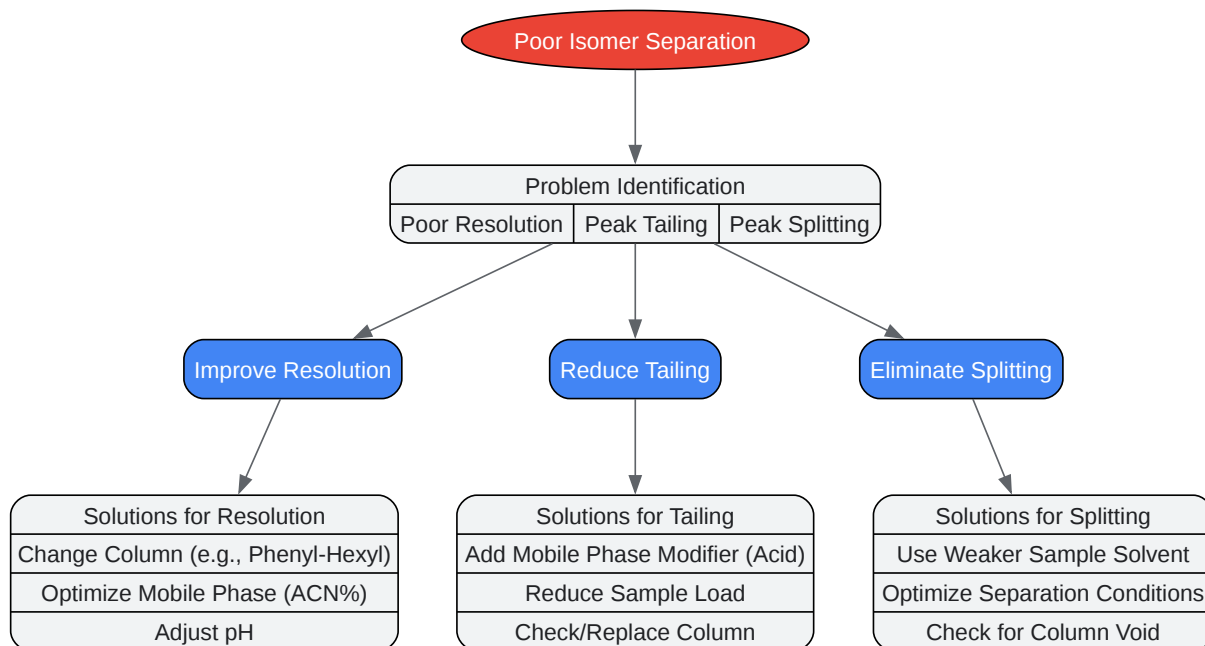 Poor Isomer Separation
Problem Identification
Poor Resolution
Peak Tailing
Peak Splitting
Improve Resolution
Reduce Tailing
Eliminate Splitting
Solutions for Resolution
Change Column (e.g., Phenyl-Hexyl)
Optimize Mobile Phase (ACN%)
Adjust pH
Solutions for Tailing
Add Mobile Phase Modifier (Acid)
Reduce Sample Load
Check/Replace Column
Solutions for Splitting
Use Weaker Sample Solvent
Optimize Separation Conditions
Check for Column Void